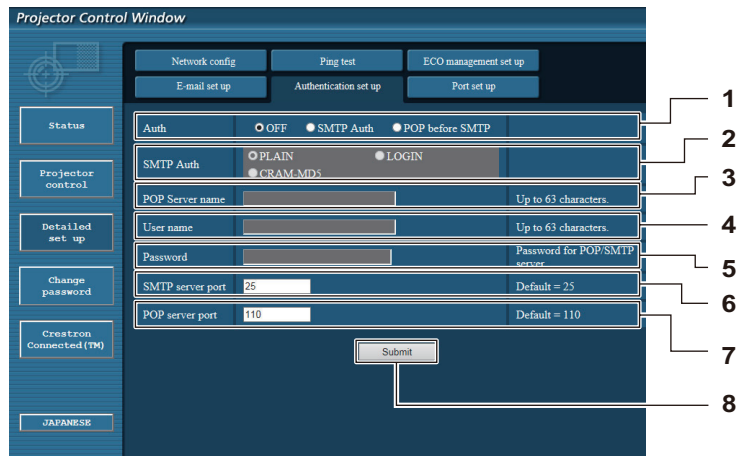 Projector Control Window
Network config
Ping test
ECO management set up
E-mail set up
Authentication set up
Port set up
Status
Projector
control
Detailed
set up
Change
password
Crestron
Connected(TM)
JAPANESE
Auth
OFF
SMTP Auth
POP before SMTP
1
SMTP Auth
PLAIN
LOGIN
CRAM-MD5
2
POP Server name
Up to 63 characters.
3
User name
Up to 63 characters.
4
Password
Password for POP/SMTP
server
5
SMTP server port
25
Default = 25
6
POP server port
110
Default = 110
7
Submit
8